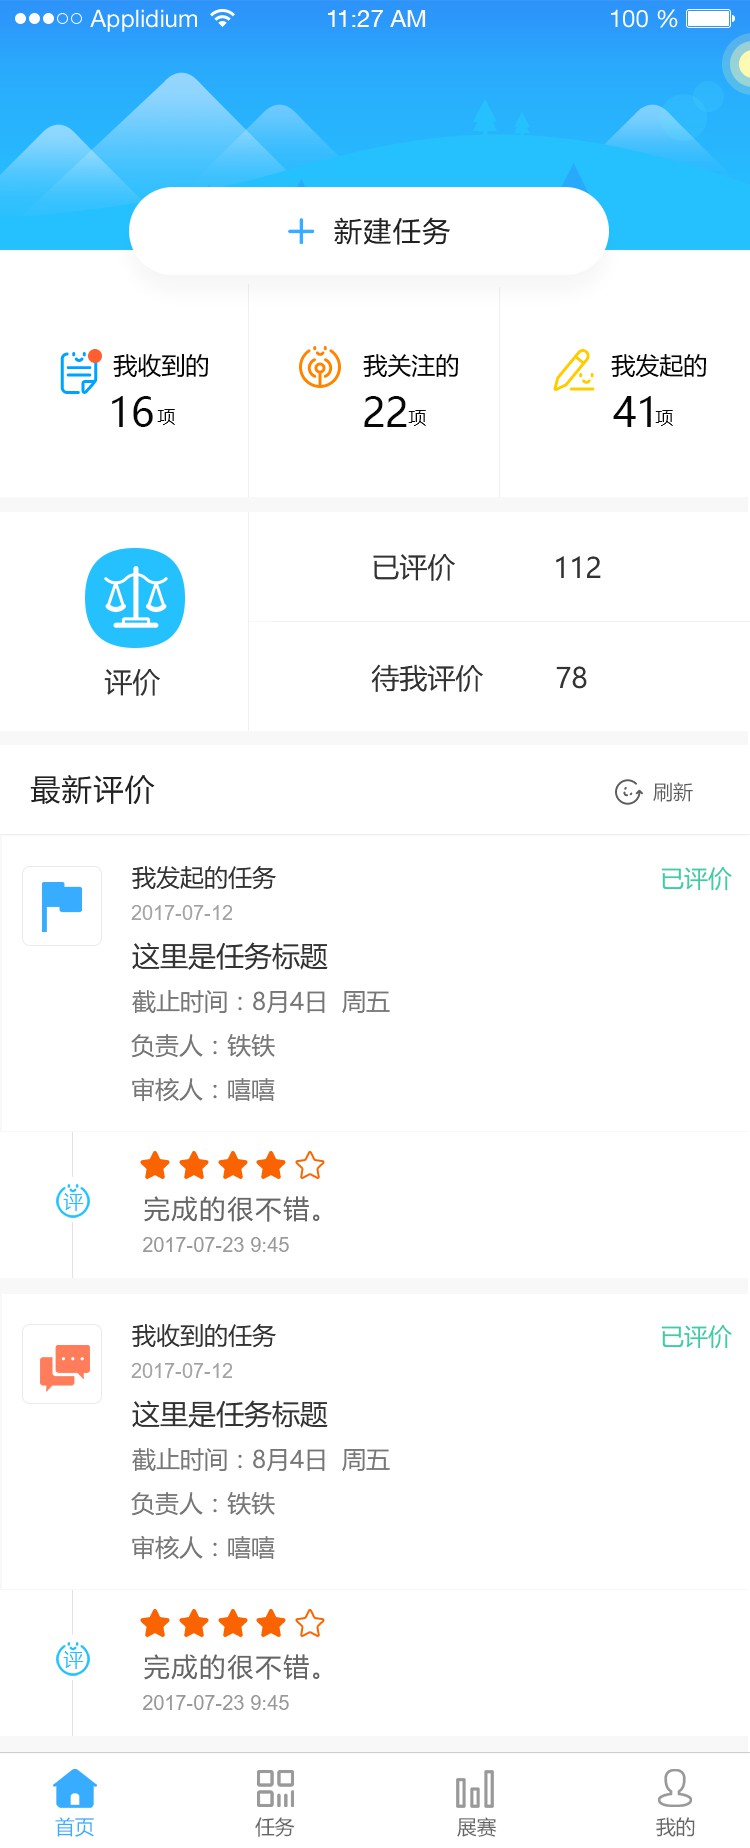 Applidium 11:27 AM 100 %
新建任务
我收到的 我关注的 我发起的
16项 22项 41项
已评价 112
评价
待我评价 78
最新评价 刷新
我发起的任务 已评价
2017-07-12
这里是任务标题
截止时间：8月4日 周五
负责人：铁铁
审核人：嘻嘻
评
完成的很不错。
2017-07-23 9:45
我收到的任务 已评价
2017-07-12
这里是任务标题
截止时间：8月4日 周五
负责人：铁铁
审核人：嘻嘻
评
完成的很不错。
2017-07-23 9:45
首页 任务 展赛 我的